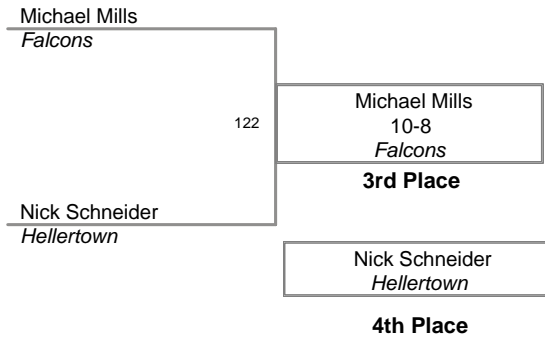 Michael Mills
Falcons
122
Michael Mills
10-8
Falcons
3rd Place
Nick Schneider
Hellertown
Nick Schneider
Hellertown
4th Place